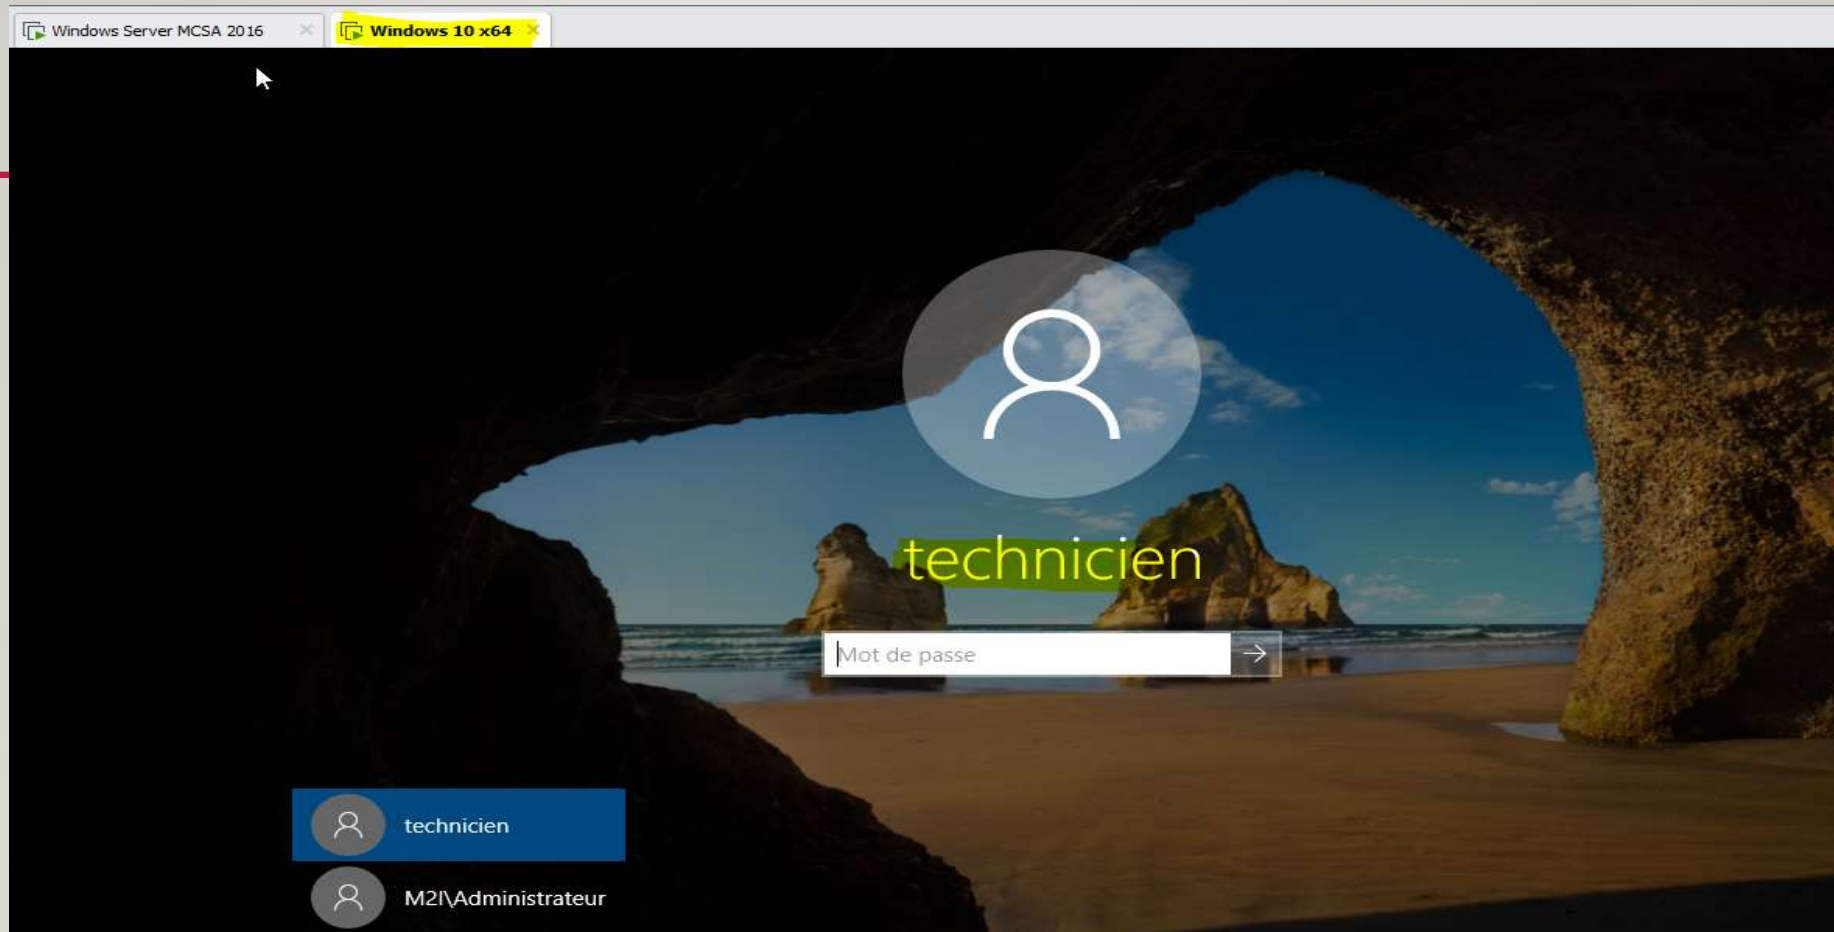 Windows Server MCSA 2016
Windows 10 x64
technicien
Mot de passe
technicien
M2I\Administrateur